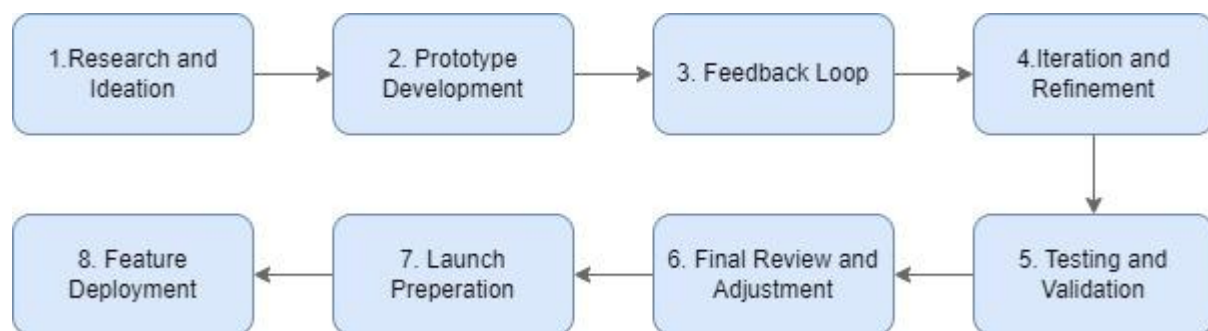 1.Research and
Ideation
2. Prototype
Development
3. Feedback Loop
4.Iteration and
Refinement
5. Testing and
Validation
6. Final Review and
Adjustment
7. Launch
Preperation
8. Feature
Deployment